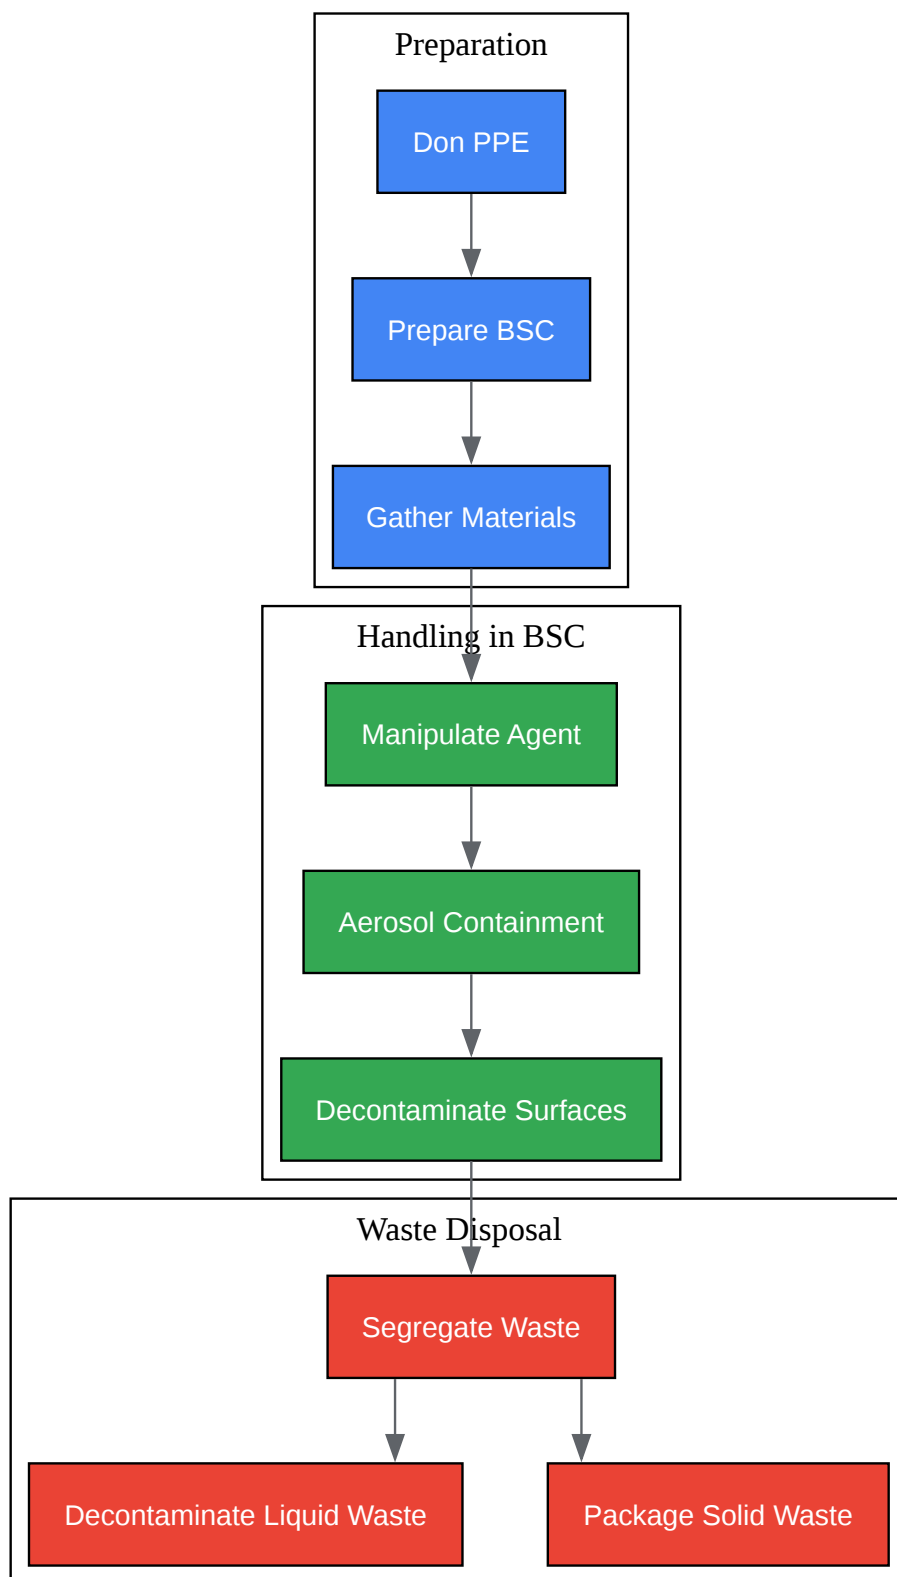 Preparation
Don PPE
Prepare BSC
Gather Materials
Handling in BSC
Manipulate Agent
Aerosol Containment
Decontaminate Surfaces
Waste Disposal
Segregate Waste
Decontaminate Liquid Waste
Package Solid Waste